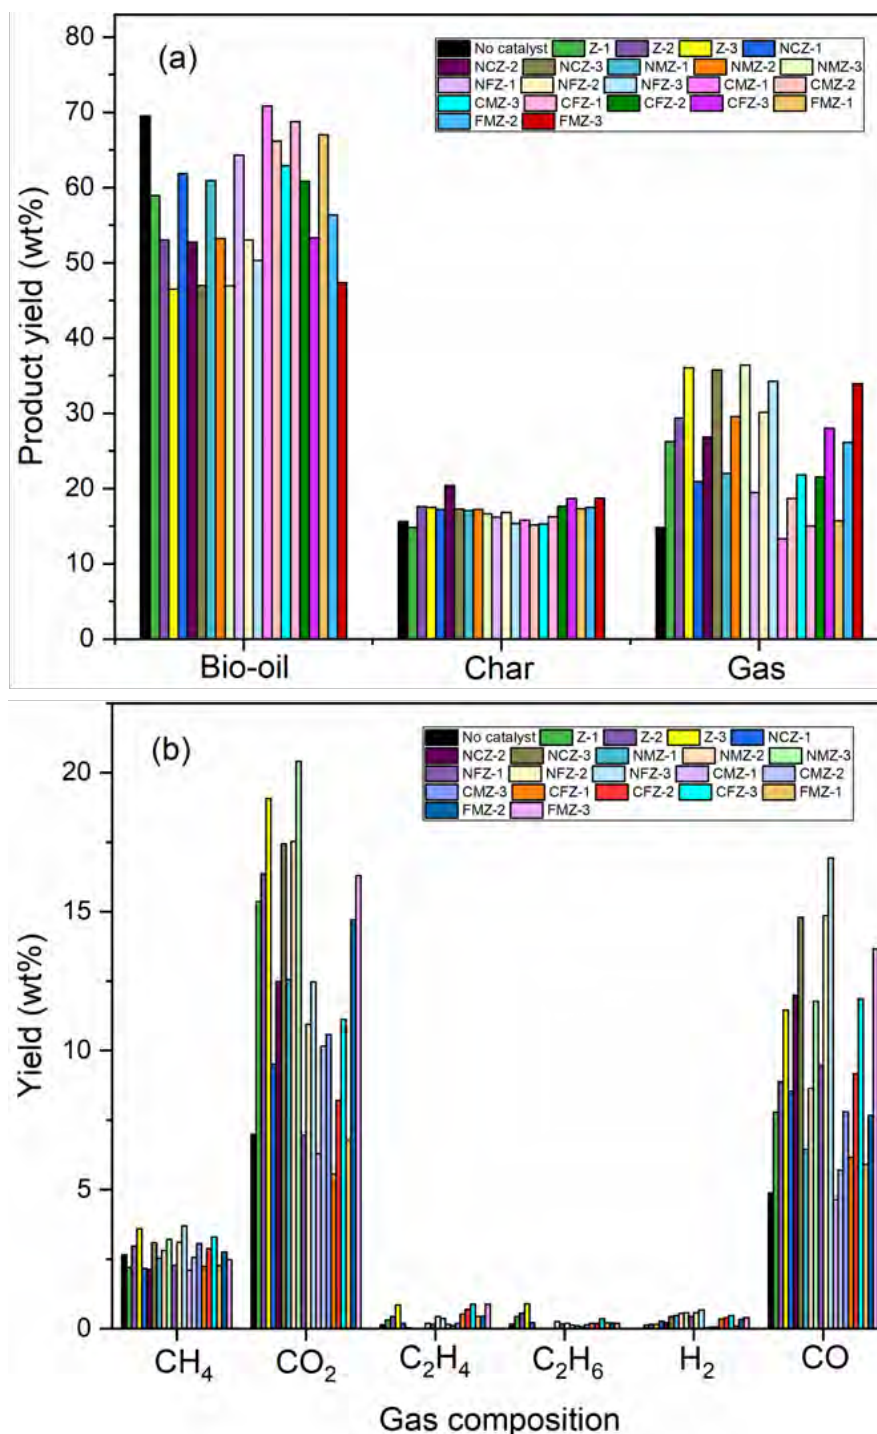 (a)
No catalyst Z-1 Z-2 Z-3 NCZ-1
NCZ-2 NCZ-3 NMZ-1 NMZ-2 NMZ-3
NFZ-1 NFZ-2 NFZ-3 CMZ-1 CMZ-2
CMZ-3 CFZ-1 CFZ-2 CFZ-3 FMZ-1
FMZ-2 FMZ-3
Product yield (wt%)
80
70
60
50
40
30
20
10
0
Bio-oil Char Gas
(b)
No catalyst Z-1 Z-2 Z-3 NCZ-1
NCZ-2 NCZ-3 NMZ-1 NMZ-2 NMZ-3
NFZ-1 NFZ-2 NFZ-3 CMZ-1 CMZ-2
CMZ-3 CFZ-1 CFZ-2 CFZ-3 FMZ-1
FMZ-2 FMZ-3
Yield (wt%)
20
15
10
5
0
CH₄ CO₂ C₂H₄ C₂H₆ H₂ CO
Gas composition